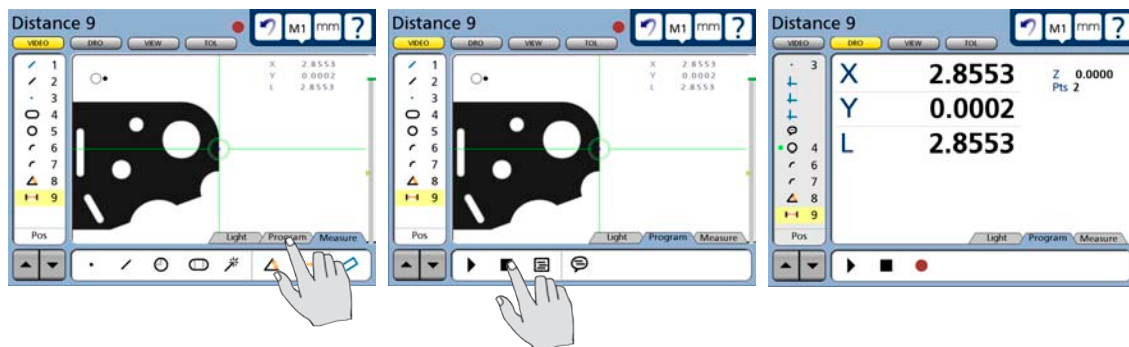 Distance 9
M1 mm ?
VIDEO DRO VIEW TOL
1
2
3
4
5
6
7
8
9
Pos
X 2.8553
Y 0.0002
L 2.8553
Light Program Measure
Distance 9
M1 mm ?
VIDEO DRO VIEW TOL
1
2
3
4
5
6
7
8
9
Pos
X 2.8553
Y 0.0002
L 2.8553
Light Program Measure
Distance 9
M1 mm ?
VIDEO DRO VIEW TOL
3
4
6
7
8
9
Pos
X 2.8553
Y 0.0002
L 2.8553
Z 0.0000
Pts 2
Light Program Measure